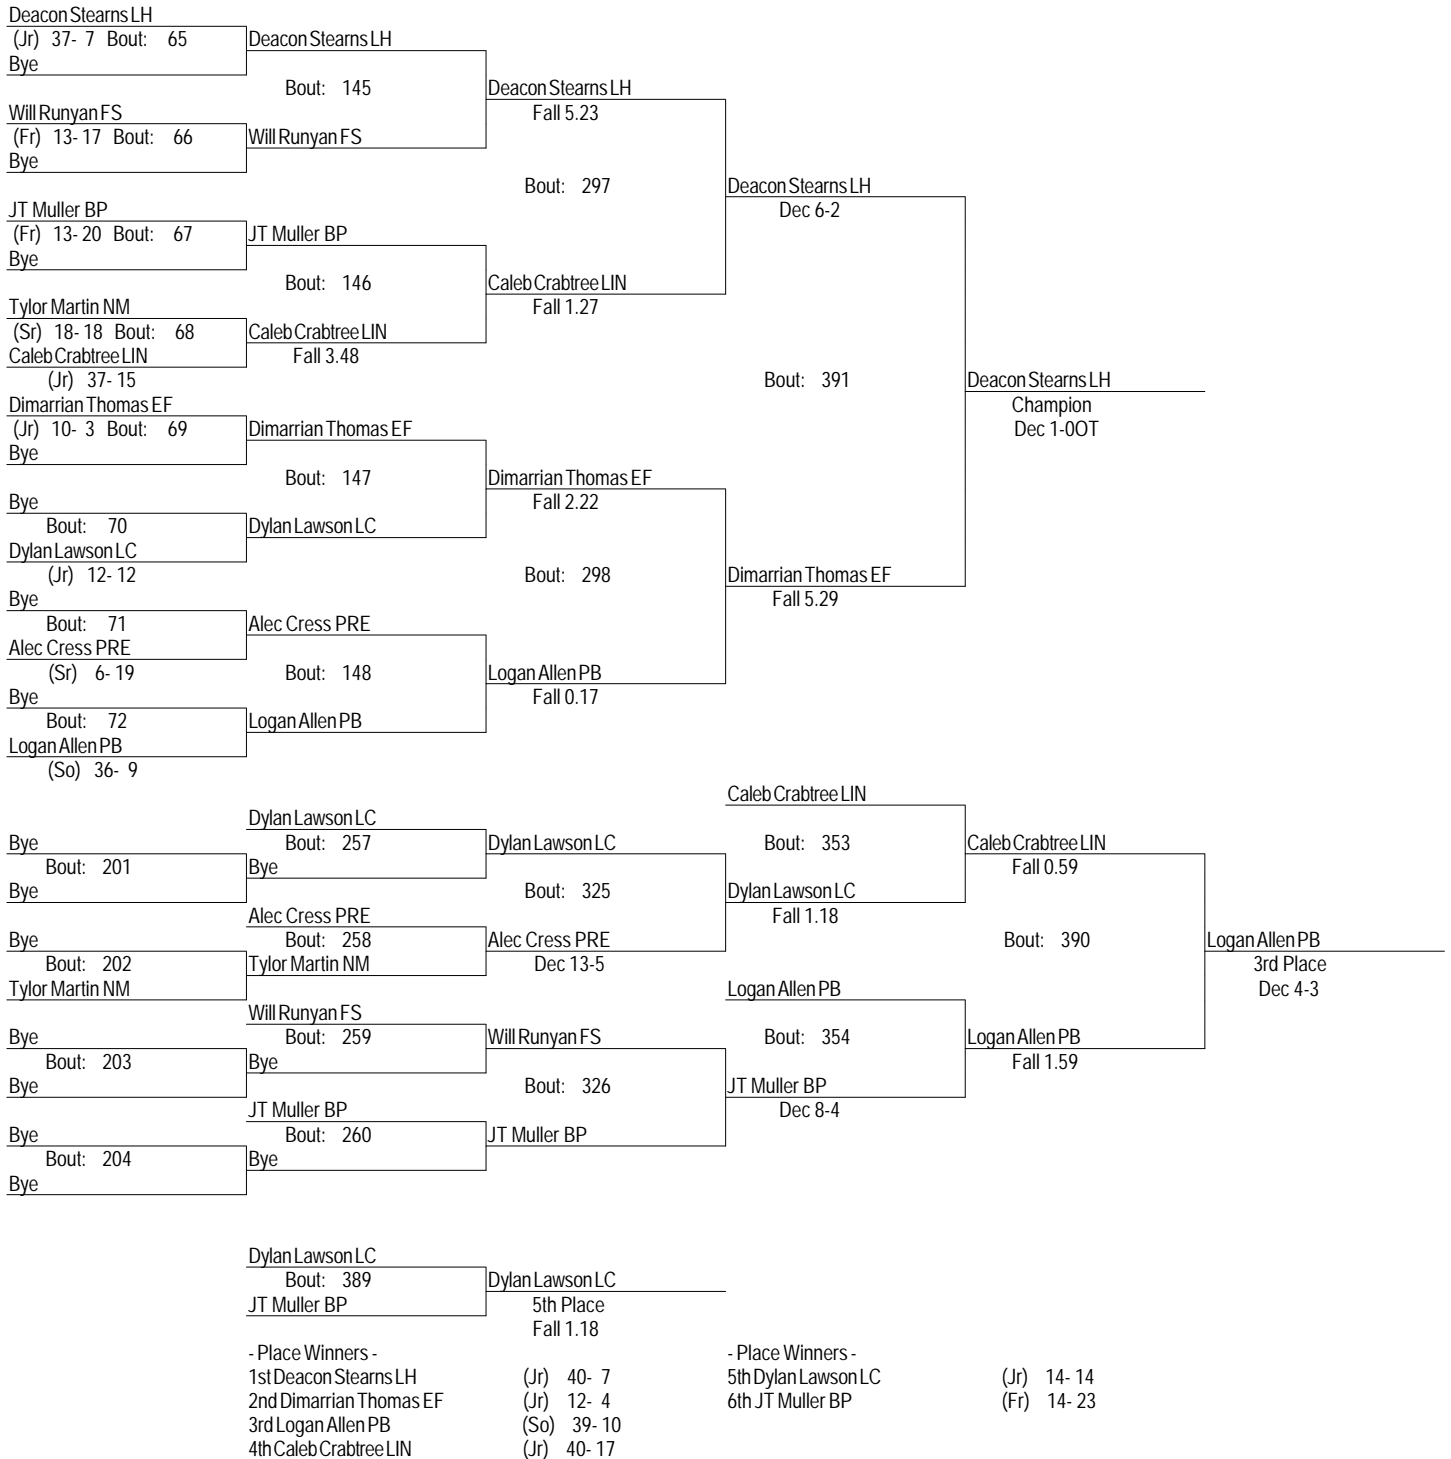 Deacon Stearns LH
(Jr) 37- 7 Bout: 65
Deacon Stearns LH
Bye
Bout: 145
Deacon Stearns LH
Will Runyan FS
Fall 5.23
(Fr) 13- 17 Bout: 66
Will Runyan FS
Bye
Bout: 297
Deacon Stearns LH
JT Muller BP
Dec 6-2
(Fr) 13- 20 Bout: 67
JT Muller BP
Bye
Bout: 146
Caleb Crabtree LIN
Tylor Martin NM
Fall 1.27
(Sr) 18- 18 Bout: 68
Caleb Crabtree LIN
Caleb Crabtree LIN
Fall 3.48
(Jr) 37- 15
Bout: 391
Deacon Stearns LH
Dimarrian Thomas EF
Champion
(Jr) 10- 3 Bout: 69
Dimarrian Thomas EF
Dec 1-0OT
Bye
Bout: 147
Dimarrian Thomas EF
Bye
Fall 2.22
Bout: 70
Dylan Lawson LC
Dylan Lawson LC
(Jr) 12- 12
Bout: 298
Dimarrian Thomas EF
Bye
Fall 5.29
Bout: 71
Alec Cress PRE
Alec Cress PRE
(Sr) 6- 19
Bout: 148
Logan Allen PB
Bye
Fall 0.17
Bout: 72
Logan Allen PB
Logan Allen PB
(So) 36- 9
Caleb Crabtree LIN
Dylan Lawson LC
Bye
Bout: 257
Dylan Lawson LC
Bout: 353
Caleb Crabtree LIN
Bout: 201
Bye
Fall 0.59
Bye
Bout: 325
Dylan Lawson LC
Alec Cress PRE
Fall 1.18
Bye
Bout: 258
Alec Cress PRE
Bout: 390
Logan Allen PB
Bout: 202
Tylor Martin NM
Dec 13-5
3rd Place
Tylor Martin NM
Logan Allen PB
Dec 4-3
Will Runyan FS
Bye
Bout: 259
Will Runyan FS
Bout: 354
Logan Allen PB
Bout: 203
Bye
Fall 1.59
Bye
Bout: 326
JT Muller BP
JT Muller BP
Dec 8-4
Bye
Bout: 260
JT Muller BP
Bout: 204
Bye
Bye
Dylan Lawson LC
Bout: 389
Dylan Lawson LC
JT Muller BP
5th Place
Fall 1.18
- Place Winners -
1st Deacon Stearns LH (Jr) 40- 7
2nd Dimarrian Thomas EF (Jr) 12- 4
3rd Logan Allen PB (So) 39- 10
4th Caleb Crabtree LIN (Jr) 40- 17
- Place Winners -
5th Dylan Lawson LC (Jr) 14- 14
6th JT Muller BP (Fr) 14- 23